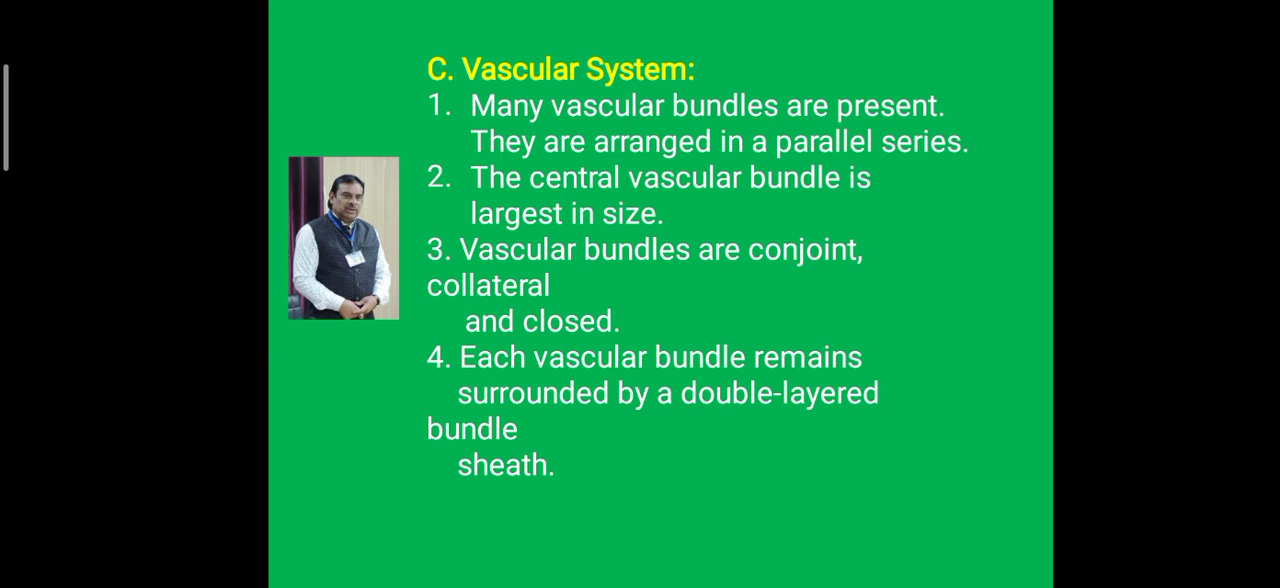 C. Vascular System:
1. Many vascular bundles are present.
They are arranged in a parallel series.
2. The central vascular bundle is
largest in size.
3. Vascular bundles are conjoint,
collateral
and closed.
4. Each vascular bundle remains
surrounded by a double-layered
bundle
sheath.